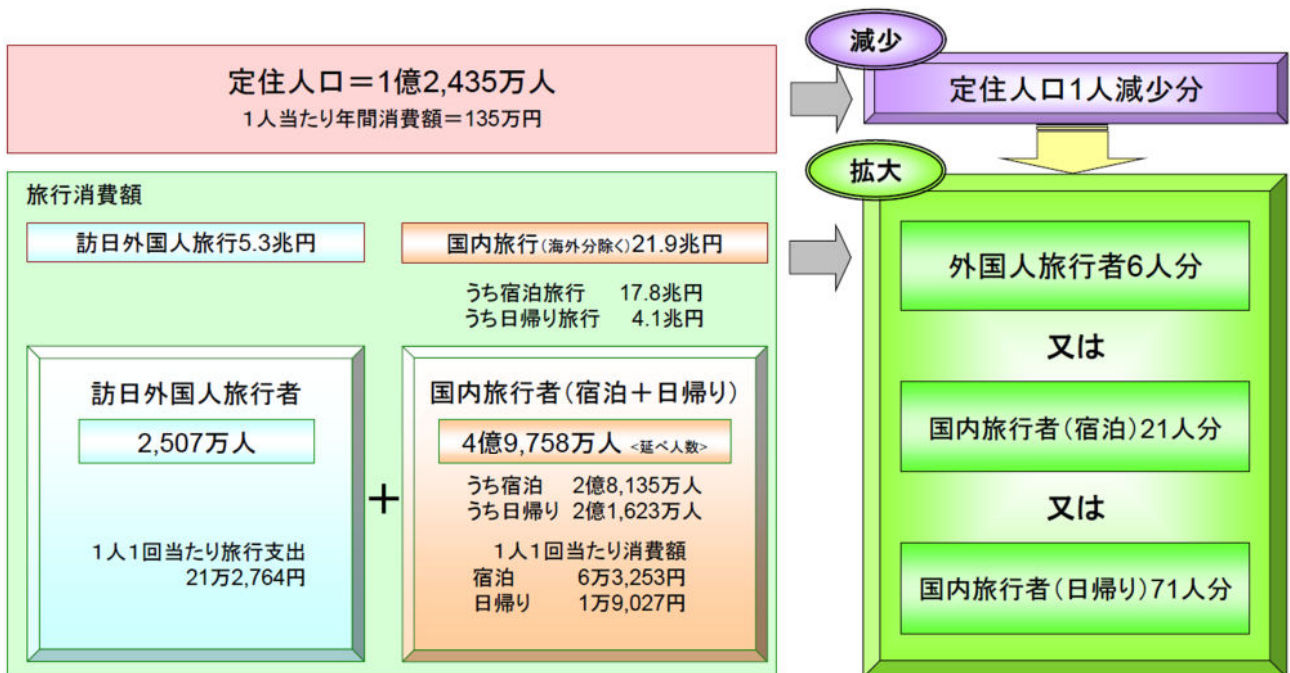 定住人口＝1億2,435万人
1人当たり年間消費額＝135万円
減少
定住人口1人減少分
旅行消費額
訪日外国人旅行5.3兆円
国内旅行(海外分除く)21.9兆円
うち宿泊旅行 17.8兆円
うち日帰り旅行 4.1兆円
訪日外国人旅行者
2,507万人
1人1回当たり旅行支出
21万2,764円
+
国内旅行者(宿泊＋日帰り)
4億9,758万人 <延べ人数>
うち宿泊 2億8,135万人
うち日帰り 2億1,623万人
1人1回当たり消費額
宿泊 6万3,253円
日帰り 1万9,027円
拡大
外国人旅行者6人分
又は
国内旅行者(宿泊)21人分
又は
国内旅行者(日帰り)71人分